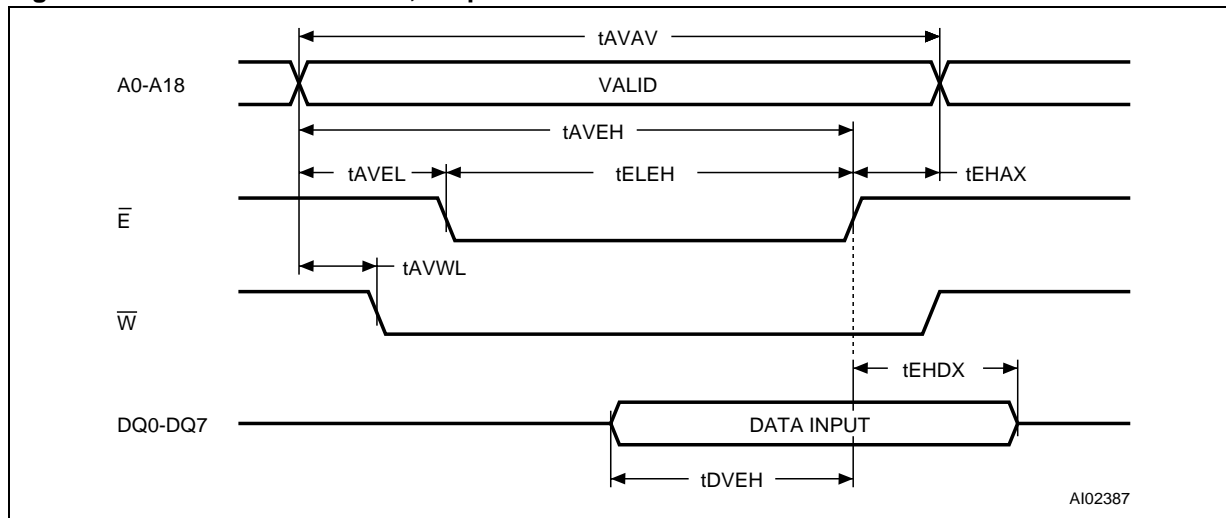 tAVAV
A0-A18
VALID
tAVEH
tAVEL
tELEH
tEHAX
E̅
tAVWL
W̅
tEHDX
DQ0-DQ7
DATA INPUT
tDVEH
AI02387